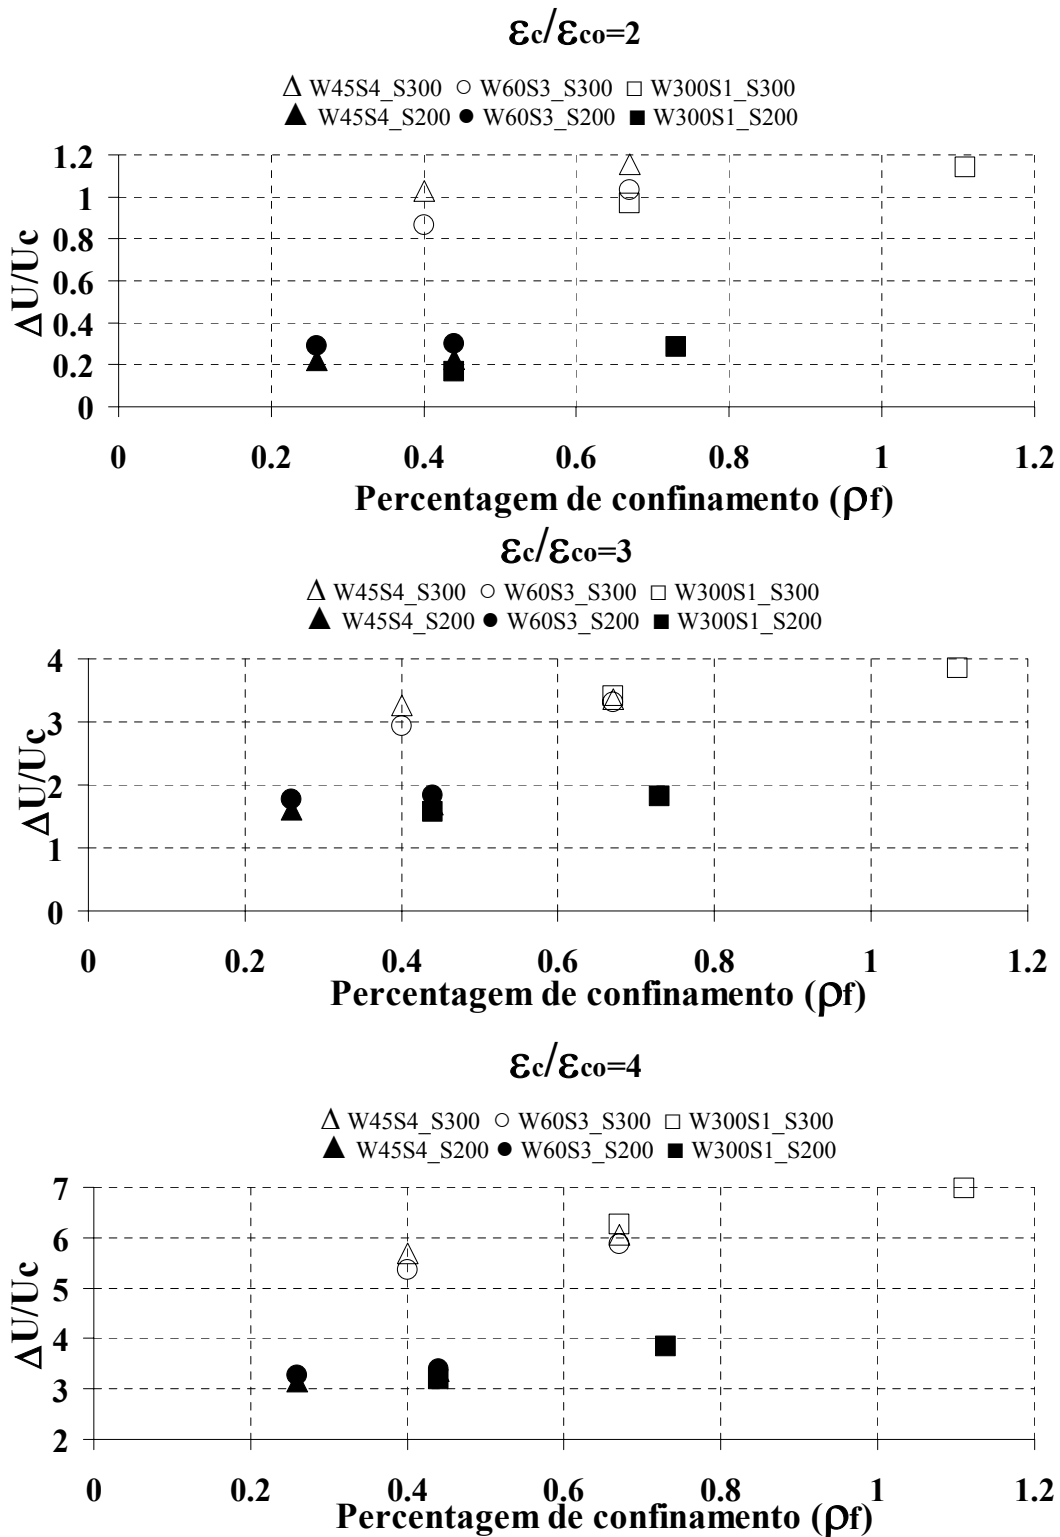 εc/εco=2
W45S4_S300 W60S3_S300 W300S1_S300
W45S4_S200 W60S3_S200 W300S1_S200
ΔU/Uc
1.2
1
0.8
0.6
0.4
0.2
0
0 0.2 0.4 0.6 0.8 1 1.2
Percentagem de confinamento (ρf)
εc/εco=3
W45S4_S300 W60S3_S300 W300S1_S300
W45S4_S200 W60S3_S200 W300S1_S200
ΔU/Uc
4
3
2
1
0
0 0.2 0.4 0.6 0.8 1 1.2
Percentagem de confinamento (ρf)
εc/εco=4
W45S4_S300 W60S3_S300 W300S1_S300
W45S4_S200 W60S3_S200 W300S1_S200
ΔU/Uc
7
6
5
4
3
2
0 0.2 0.4 0.6 0.8 1 1.2
Percentagem de confinamento (ρf)